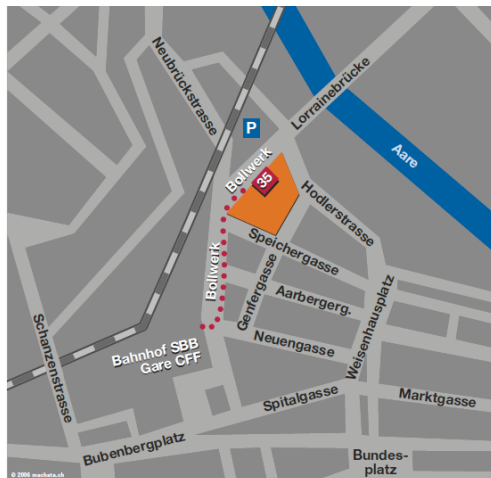 Neubrückstrasse
Lorrainebrücke
P
Aare
Bollwerk
35
Hodlerstrasse
Speichergasse
Bollwerk
Genfergasse
Aarbergerg.
Weisenhausplatz
Neuengasse
Bahnhof SBB
Gare CFF
Schanzenstrasse
Spitalgasse
Marktgasse
Bubenbergplatz
Bundes-
platz
© 2006 machata.ch